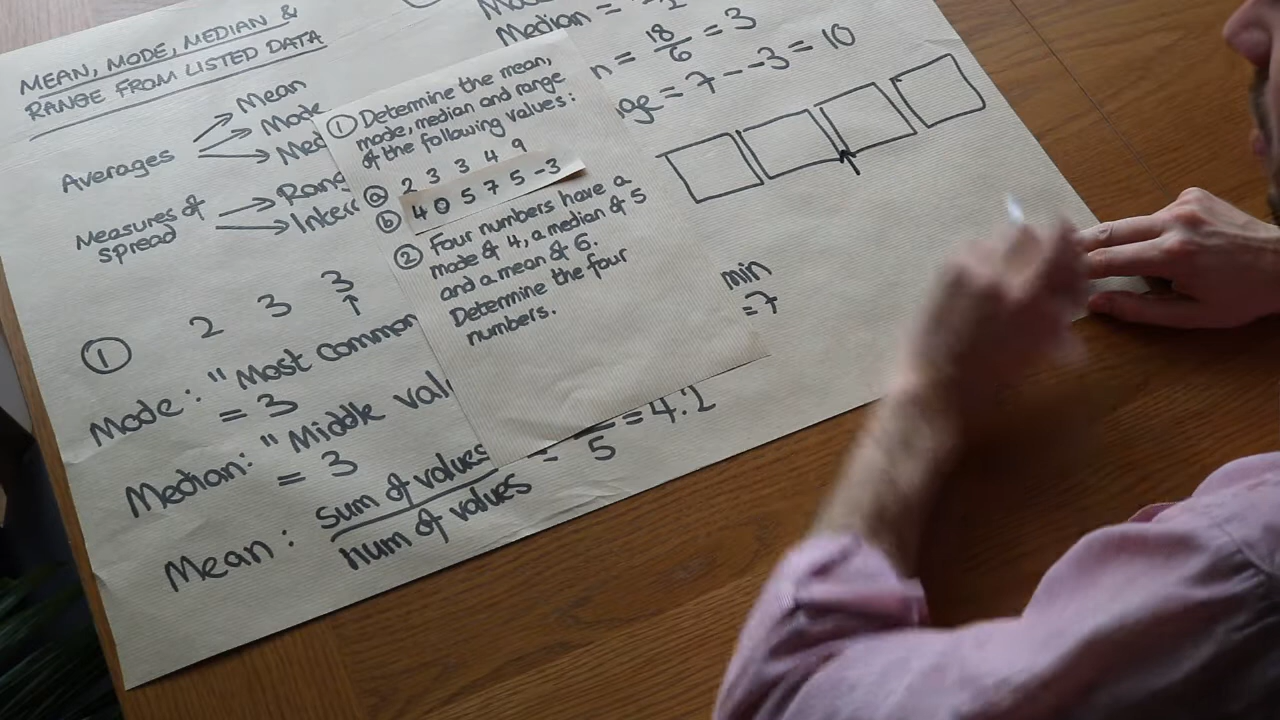 MEAN, MODE, MEDIAN &
RANGE FROM LISTED DATA
Averages
Mean
Mode
Measures of
spread
① 2 3 3
↑
Mode: "Most common
= 3
Median: "Middle
= 3
Mean: sum of values
num of values
=
5
= 4.2
Median =
18
6
= 3
= 7 - -3 = 10
min
= 7
① Determine the mean,
mode, median and range
of the following values:
ⓐ 2 3 3 4 9
ⓑ 4 0 5 7 5 -3
② Four numbers have a
mode of 4, a median of 5
and a mean of 6.
Determine the four
numbers.